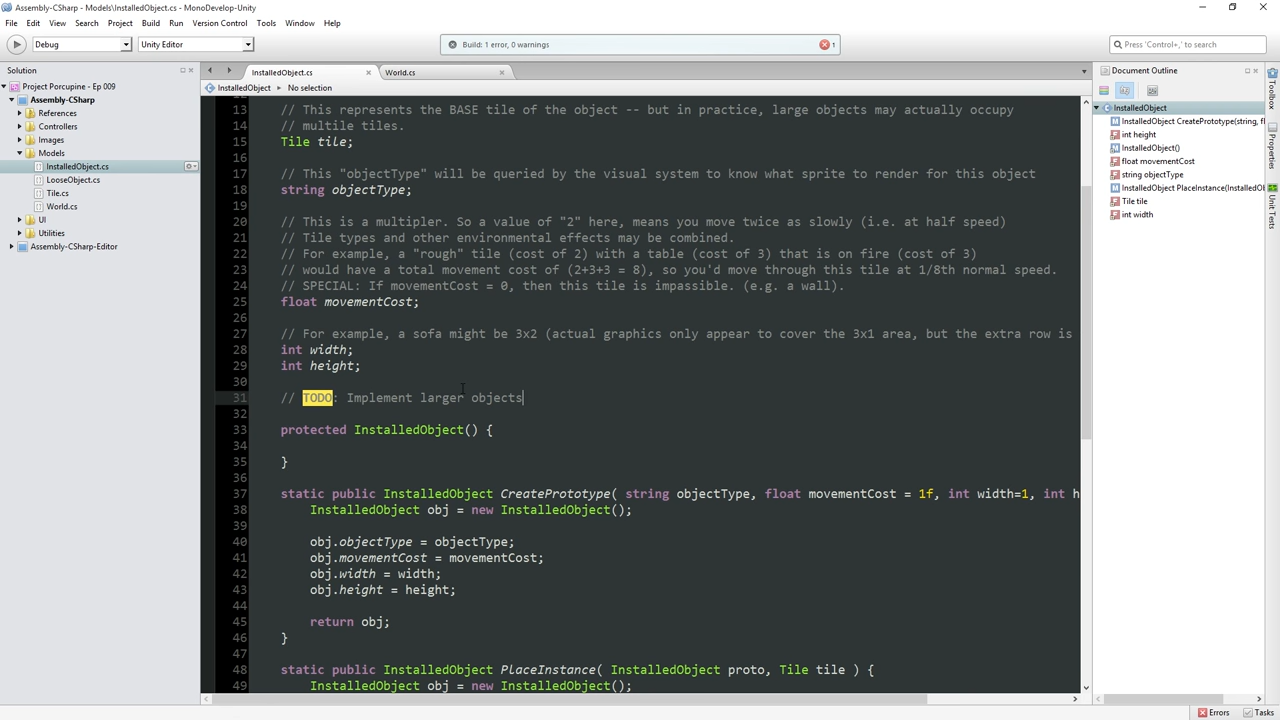 Assembly-CSharp - Models\InstalledObject.cs - MonoDevelop-Unity
File Edit View Search Project Build Run Version Control Tools Window Help
Debug Unity Editor Build: 1 error, 0 warnings 1 Press 'Control+,' to search
Solution
Project Porcupine - Ep 009
Assembly-CSharp
References
Controllers
Images
Models
InstalledObject.cs
LooseObject.cs
Tile.cs
World.cs
UI
Utilities
Assembly-CSharp-Editor
InstalledObject.cs World.cs
InstalledObject No selection
13 // This represents the BASE tile of the object -- but in practice, large objects may actually occupy
14 // multile tiles.
15 Tile tile;
16
17 // This "objectType" will be queried by the visual system to know what sprite to render for this object
18 string objectType;
19
20 // This is a multipler. So a value of "2" here, means you move twice as slowly (i.e. at half speed)
21 // Tile types and other environmental effects may be combined.
22 // For example, a "rough" tile (cost of 2) with a table (cost of 3) that is on fire (cost of 3)
23 // would have a total movement cost of (2+3+3 = 8), so you'd move through this tile at 1/8th normal speed.
24 // SPECIAL: If movementCost = 0, then this tile is impassible. (e.g. a wall).
25 float movementCost;
26
27 // For example, a sofa might be 3x2 (actual graphics only appear to cover the 3x1 area, but the extra row is
28 int width;
29 int height;
30
31 // TODO: Implement larger objects
32
33 protected InstalledObject() {
34
35 }
36
37 static public InstalledObject CreatePrototype( string objectType, float movementCost = 1f, int width=1, int h
38 InstalledObject obj = new InstalledObject();
39
40 obj.objectType = objectType;
41 obj.movementCost = movementCost;
42 obj.width = width;
43 obj.height = height;
44
45 return obj;
46 }
47
48 static public InstalledObject PlaceInstance( InstalledObject proto, Tile tile ) {
49 InstalledObject obj = new InstalledObject();
Document Outline
InstalledObject
InstalledObject CreatePrototype(string, f
int height
InstalledObject()
float movementCost
string objectType
InstalledObject PlaceInstance(InstalledO
Tile tile
int width
Toolbox
Properties
Unit Tests
Errors Tasks